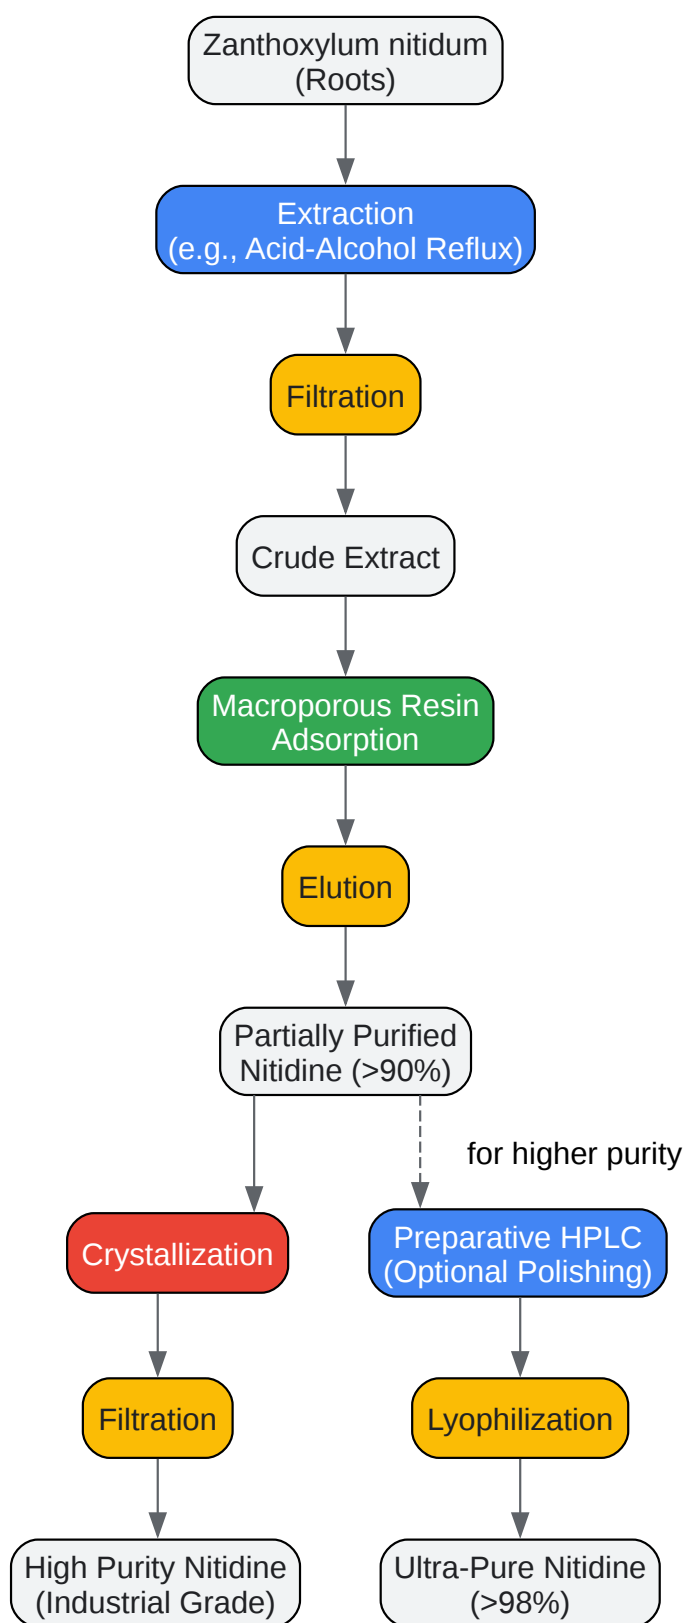 Zanthoxylum nitidum
(Roots)
Extraction
(e.g., Acid-Alcohol Reflux)
Filtration
Crude Extract
Macroporous Resin
Adsorption
Elution
Partially Purified
Nitidine (>90%)
for higher purity
Crystallization
Preparative HPLC
(Optional Polishing)
Filtration
Lyophilization
High Purity Nitidine
(Industrial Grade)
Ultra-Pure Nitidine
(>98%)